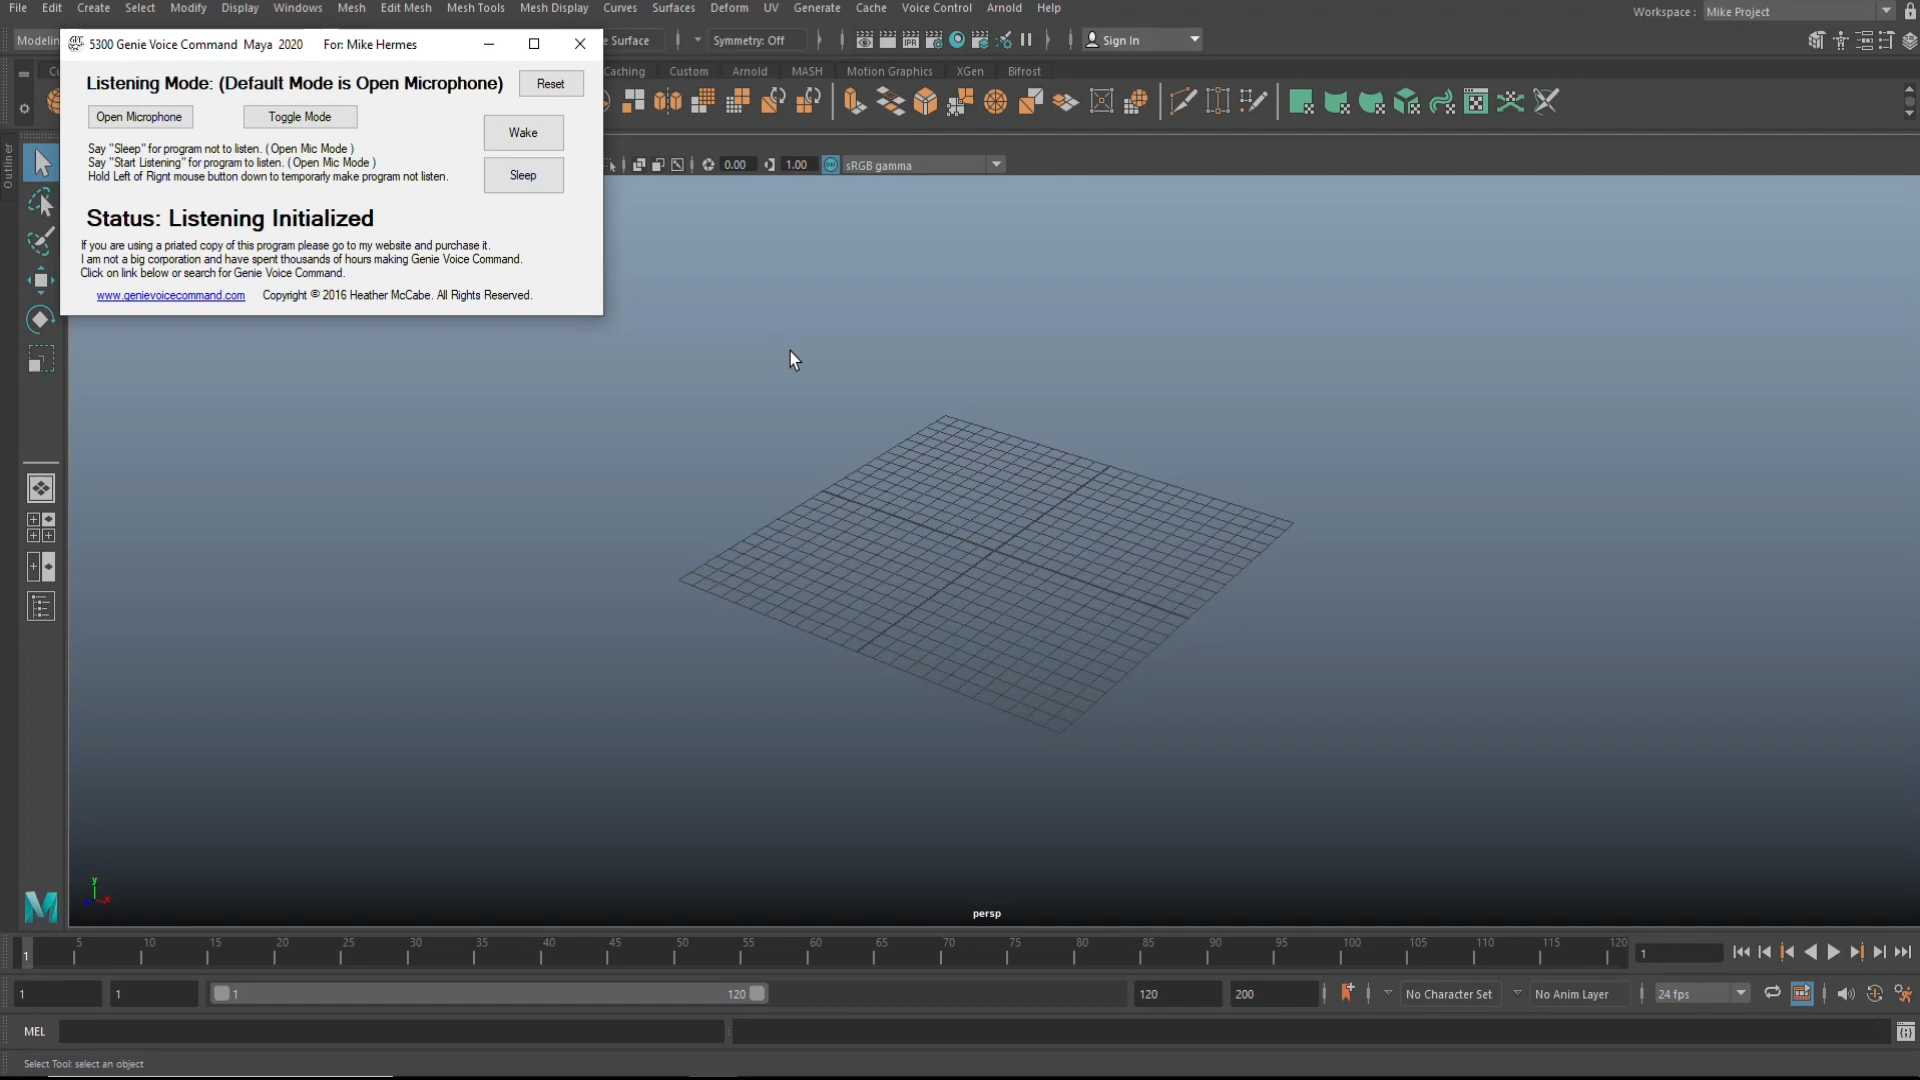 File Edit Create Select Modify Display Windows Mesh Edit Mesh Mesh Tools Mesh Display Curves Surfaces Deform UV Generate Cache Voice Control Arnold Help
Workspace : Mike Project
Symmetry: Off
Sign In
5300 Genie Voice Command Maya 2020 For: Mike Hermes
Surface
Custom Arnold MASH Motion Graphics XGen Bifrost
Listening Mode: (Default Mode is Open Microphone)
Reset
Open Microphone
Toggle Mode
Wake
Say "Sleep" for program not to listen. ( Open Mic Mode )
Say "Start Listening" for program to listen. ( Open Mic Mode )
Hold Left of Rignt mouse button down to temporarly make program not listen.
Sleep
0.00
1.00
ON
sRGB gamma
Outliner
Status: Listening Initialized
If you are using a priated copy of this program please go to my website and purchase it.
I am not a big corporation and have spent thousands of hours making Genie Voice Command.
Click on link below or search for Genie Voice Command.
www.genievoicecommand.com Copyright © 2016 Heather McCabe. All Rights Reserved.
y
persp
5 10 15 20 25 30 35 40 45 50 55 60 65 70 75 80 85 90 95 100 105 110 115 120
1
1
1
1
1
120
120
200
No Character Set
No Anim Layer
24 fps
MEL
Select Tool: select an object